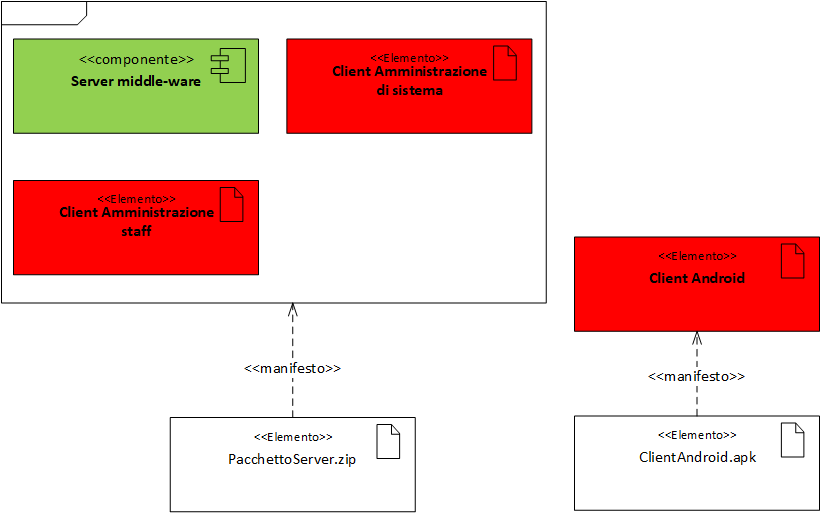 <<componente>>
Server middle-ware
<<Elemento>>
Client Amministrazione
di sistema
<<Elemento>>
Client Amministrazione
staff
<<Elemento>>
Client Android
<<manifesto>>
<<manifesto>>
<<Elemento>>
PacchettoServer.zip
<<Elemento>>
ClientAndroid.apk